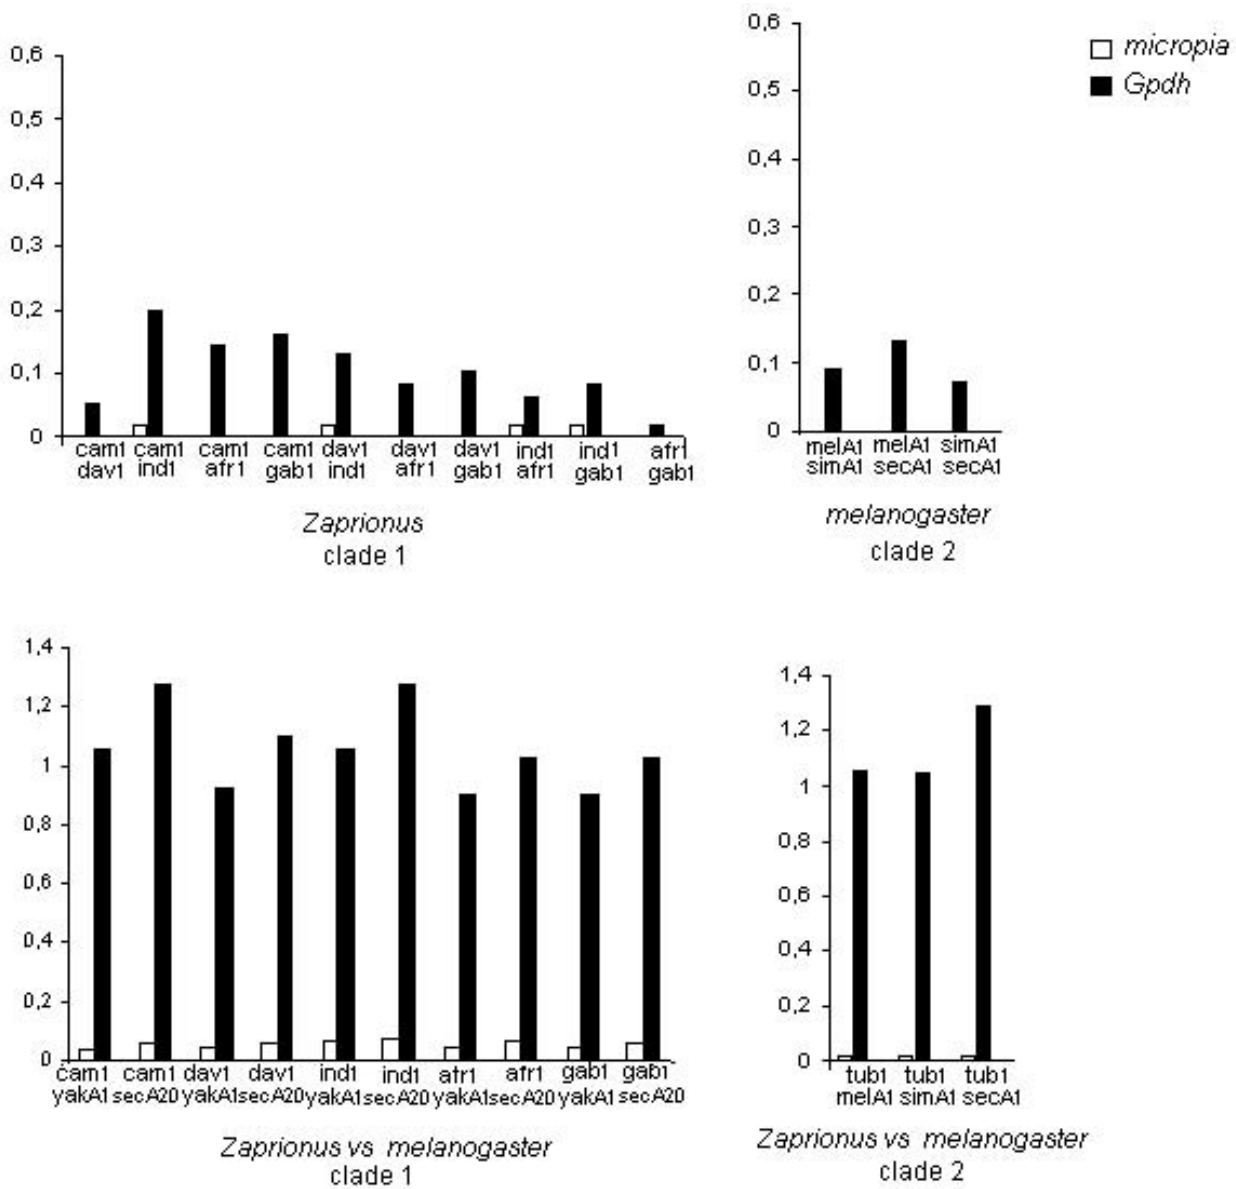 0,6
0,5
0,4
0,3
0,2
0,1
0
cam1 cam1 cam1 cam1 dav1 dav1 dav1 ind1 ind1 afr1
dav1 ind1 afr1 gab1 ind1 afr1 gab1 afr1 gab1 gab1
Zaprionus
clade 1
0,6
0,5
0,4
0,3
0,2
0,1
0
melA1 melA1 simA1
simA1 secA1 secA1
melanogaster
clade 2
micropia
Gpdh
1,4
1,2
1
0,8
0,6
0,4
0,2
0
cam1 cam1 dav1 dav1 ind1 ind1 afr1 afr1 gab1 gab1
yakA1 secA20 yakA1 secA20 yakA1 secA20 yakA1 secA20 yakA1 secA20
Zaprionus vs melanogaster
clade 1
1,4
1,2
1
0,8
0,6
0,4
0,2
0
tub1 tub1 tub1
melA1 simA1 secA1
Zaprionus vs melanogaster
clade 2